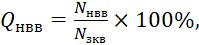 Qнвв = Nнвв / Nзкв × 100%,